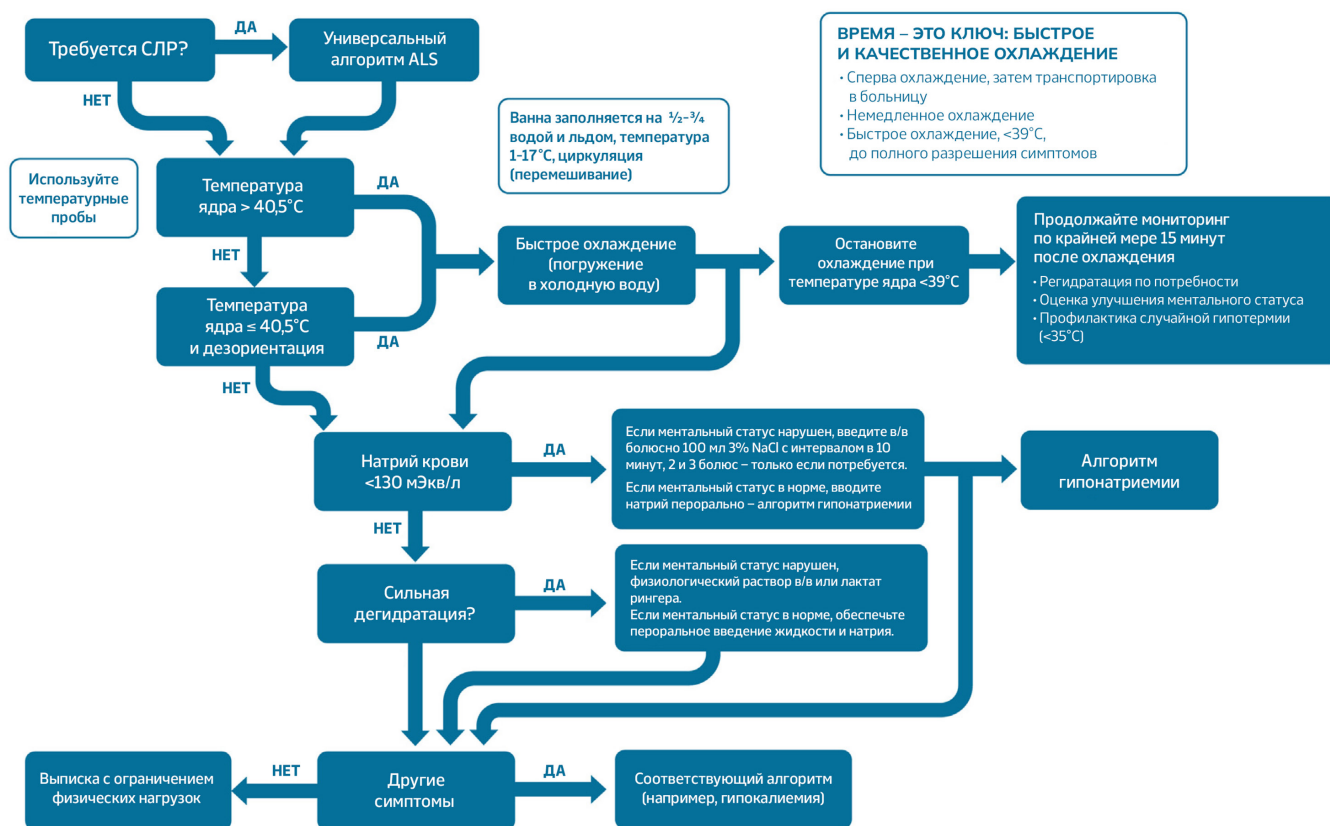 Требуется СЛР?
ДА
Универсальный
алгоритм ALS
НЕТ
ВРЕМЯ – ЭТО КЛЮЧ: БЫСТРОЕ
И КАЧЕСТВЕННОЕ ОХЛАЖДЕНИЕ
• Сперва охлаждение, затем транспортировка
в больницу
• Немедленное охлаждение
• Быстрое охлаждение, <39°C,
до полного разрешения симптомов
Ванна заполняется на ½-¾
водой и льдом, температура
1-17°C, циркуляция
(перемешивание)
Используйте
температурные
пробы
Температура
ядра > 40,5°C
ДА
НЕТ
Быстрое охлаждение
(погружение
в холодную воду)
Остановите
охлаждение при
температуре ядра <39°C
Продолжайте мониторинг
по крайней мере 15 минут
после охлаждения
• Регидратация по потребности
• Оценка улучшения ментального статуса
• Профилактика случайной гипотермии
(<35°C)
Температура
ядра ≤ 40,5°C
и дезориентация
ДА
НЕТ
Натрий крови
<130 мЭкв/л
ДА
Если ментальный статус нарушен, введите в/в
болюсно 100 мл 3% NaCl с интервалом в 10
минут, 2 и 3 болюс – только если потребуется.
Если ментальный статус в норме, вводите
натрий перорально – алгоритм гипонатриемии
Алгоритм
гипонатриемии
НЕТ
Сильная
дегидратация?
ДА
Если ментальный статус нарушен,
физиологический раствор в/в или лактат
рингера.
Если ментальный статус в норме, обеспечьте
пероральное введение жидкости и натрия.
Выписка с ограничением
физических нагрузок
НЕТ
Другие
симптомы
ДА
Соответствующий алгоритм
(например, гипокалиемия)